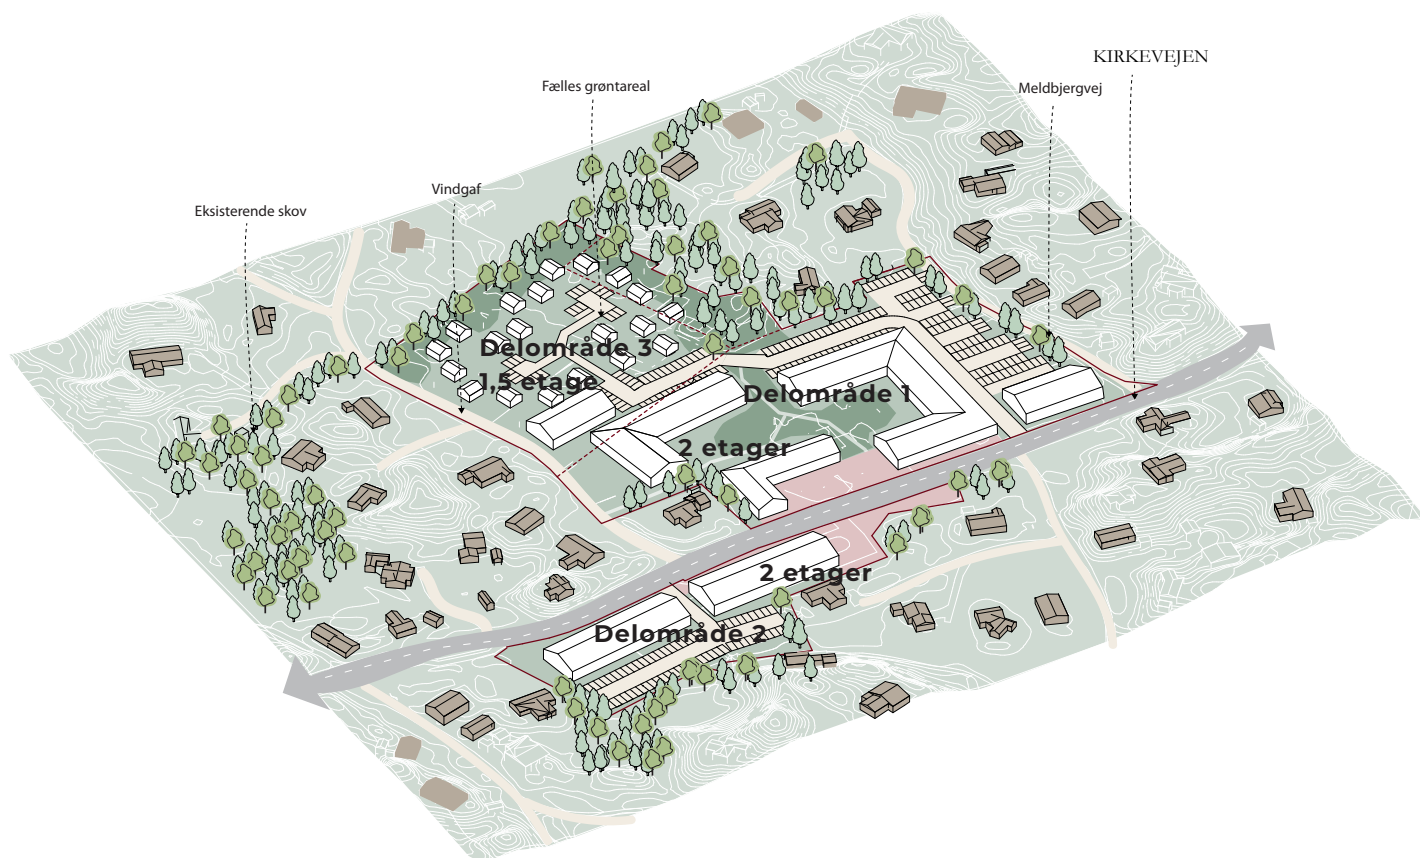 KIRKEVEJEN
Fælles grøntareal
Meldbjergvej
Vindgaf
Eksisterende skov
Delområde 3
1,5 etage
Delområde 1
2 etager
2 etager
Delområde 2